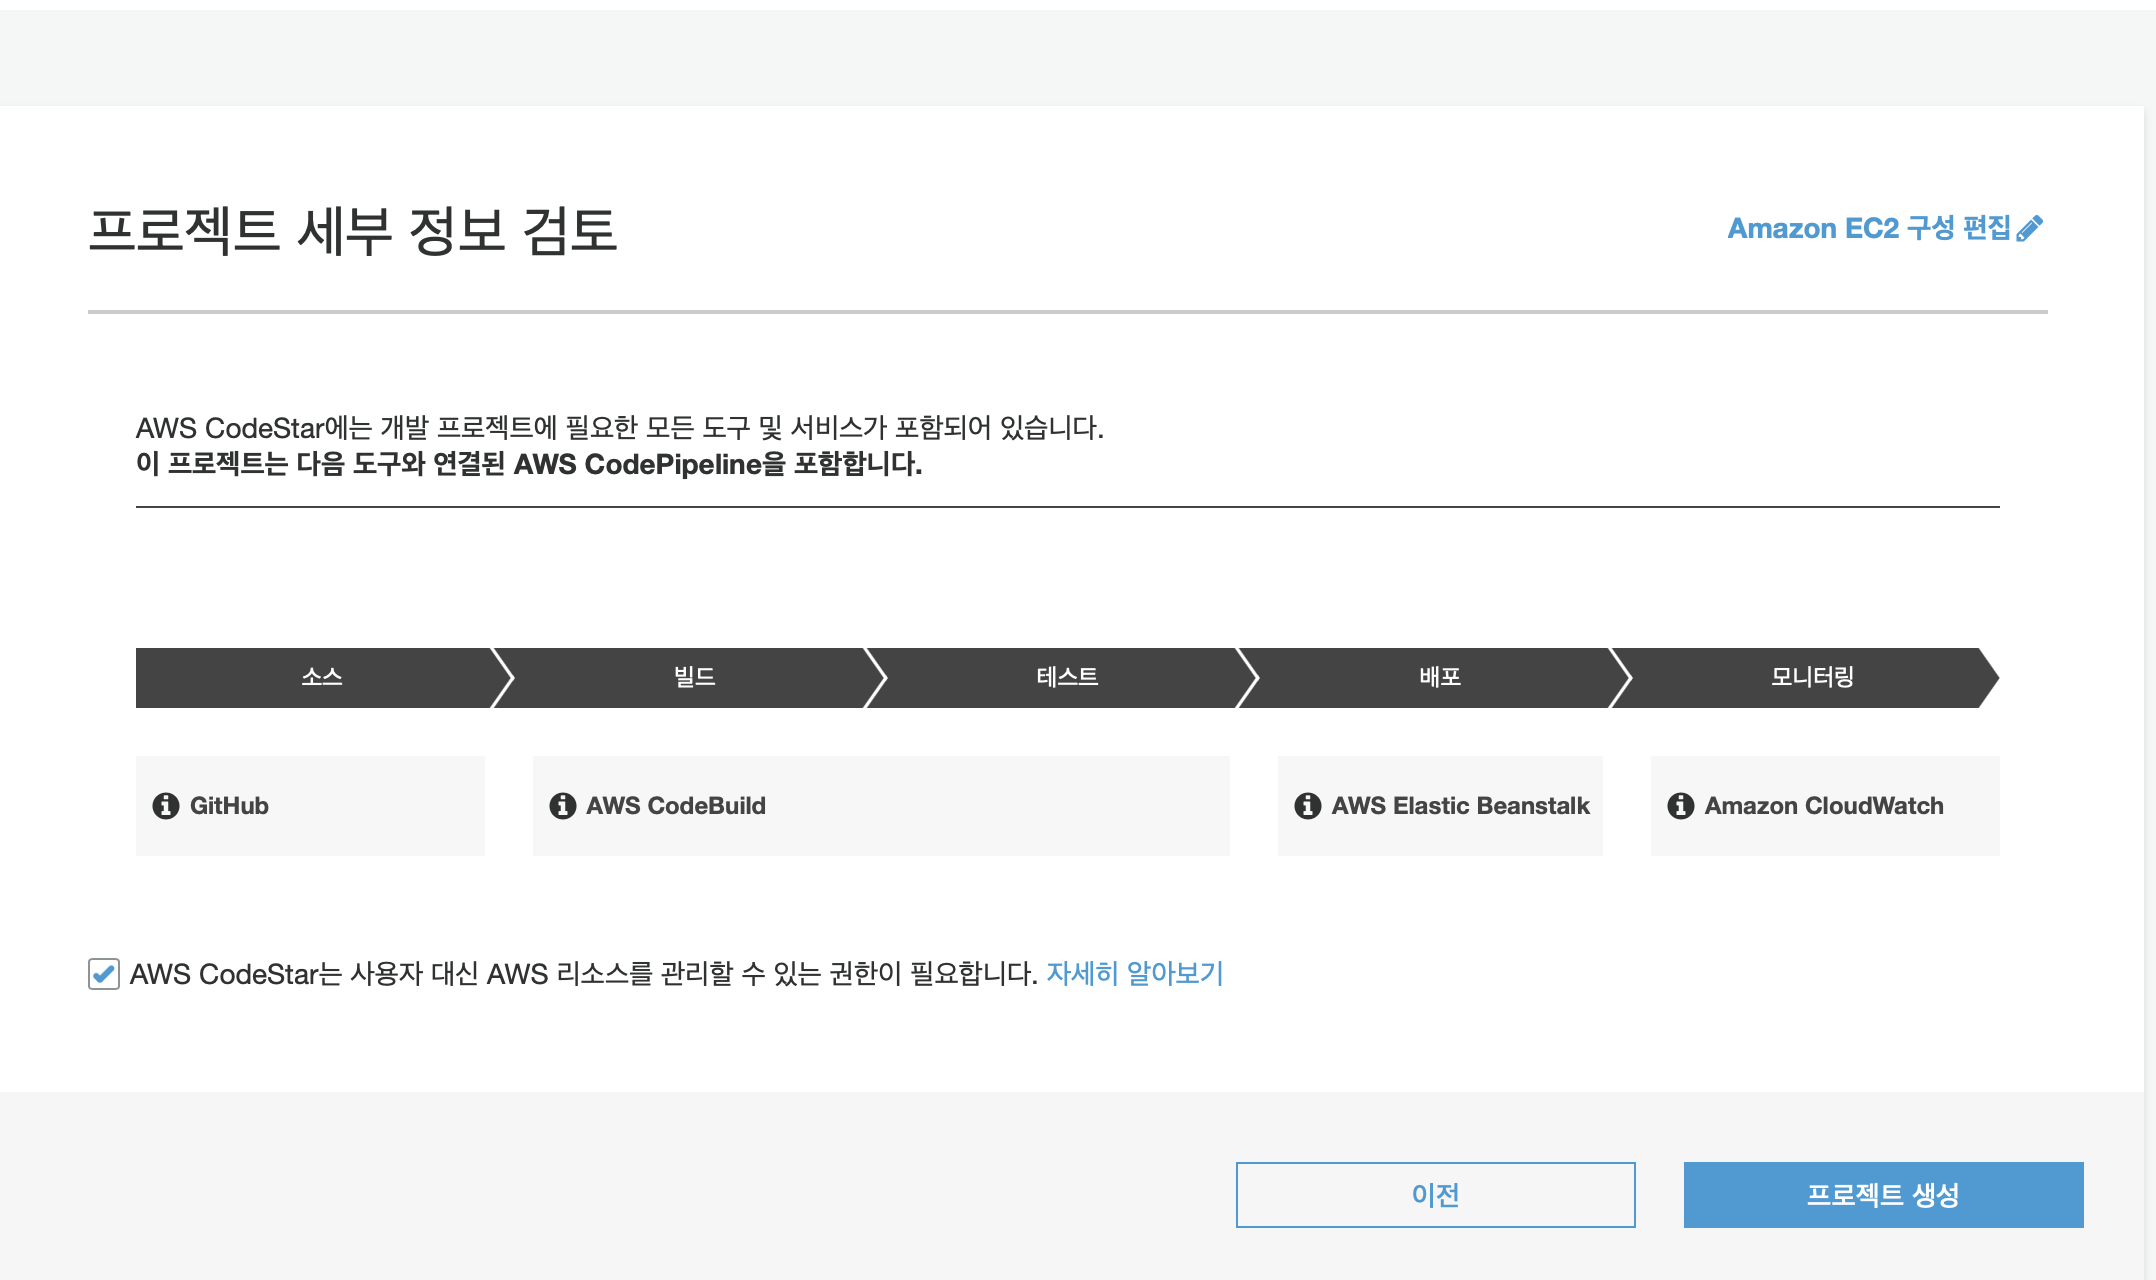 프로젝트 세부 정보 검토
Amazon EC2 구성 편집
AWS CodeStar에는 개발 프로젝트에 필요한 모든 도구 및 서비스가 포함되어 있습니다.
이 프로젝트는 다음 도구와 연결된 AWS CodePipeline을 포함합니다.
소스
빌드
테스트
배포
모니터링
GitHub
AWS CodeBuild
AWS Elastic Beanstalk
Amazon CloudWatch
AWS CodeStar는 사용자 대신 AWS 리소스를 관리할 수 있는 권한이 필요합니다. 자세히 알아보기
이전
프로젝트 생성